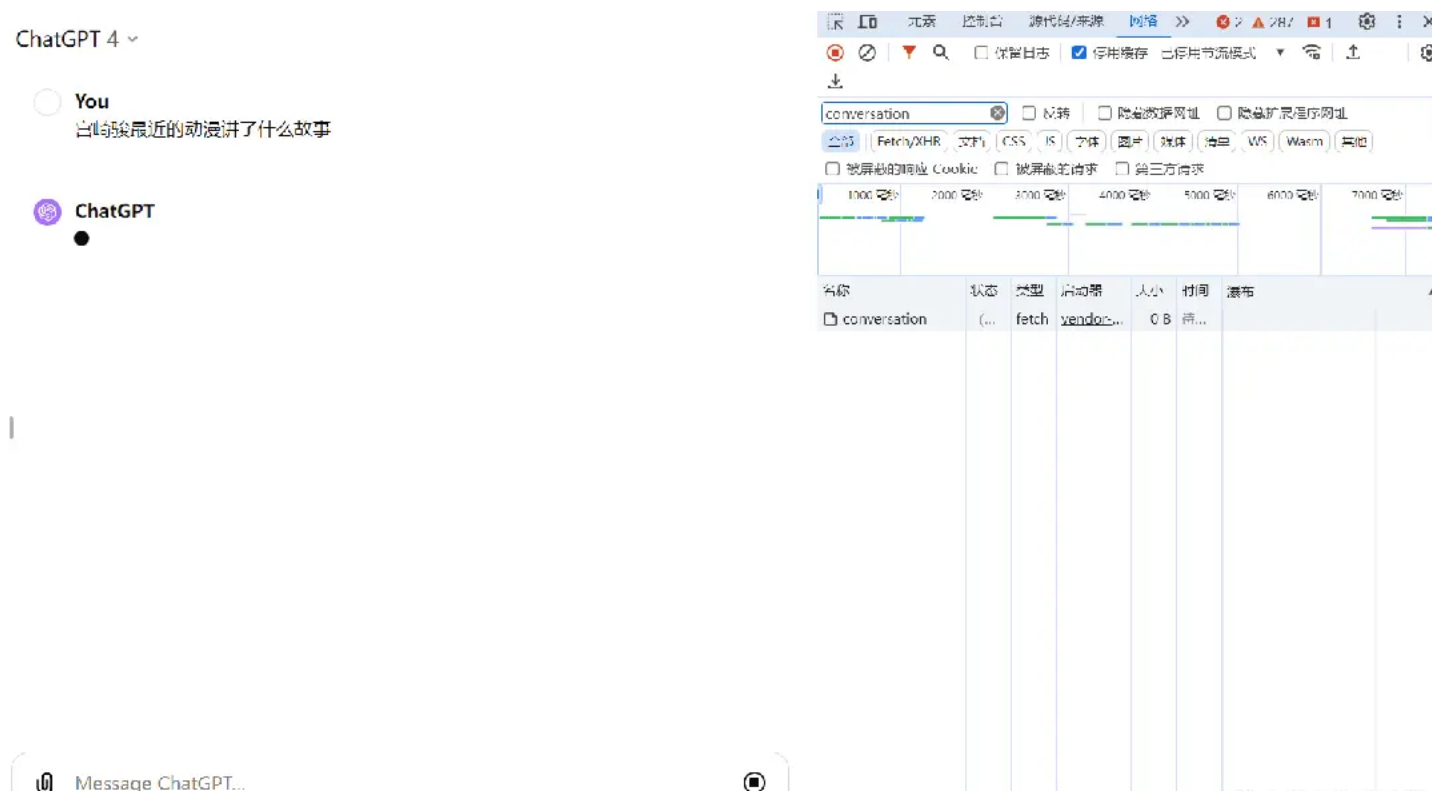 ChatGPT 4
You
宫崎骏最近的动漫讲了什么故事
ChatGPT
Message ChatGPT...
元素 控制台 源代码/来源 网络 2 287 1
保留日志 停用缓存 已停用节流模式
conversation 反转 隐藏数据网址 隐藏扩展程序网址
全部 Fetch/XHR 文档 CSS JS 字体 图片 媒体 清单 WS Wasm 其他
被屏蔽的响应 Cookie 被屏蔽的请求 第三方请求
1000 毫秒 2000 毫秒 3000 毫秒 4000 毫秒 5000 毫秒 6000 毫秒 7000 毫秒
名称 状态 类型 启动器 大小 时间 瀑布
conversation (... fetch vendor-... 0 B 待...